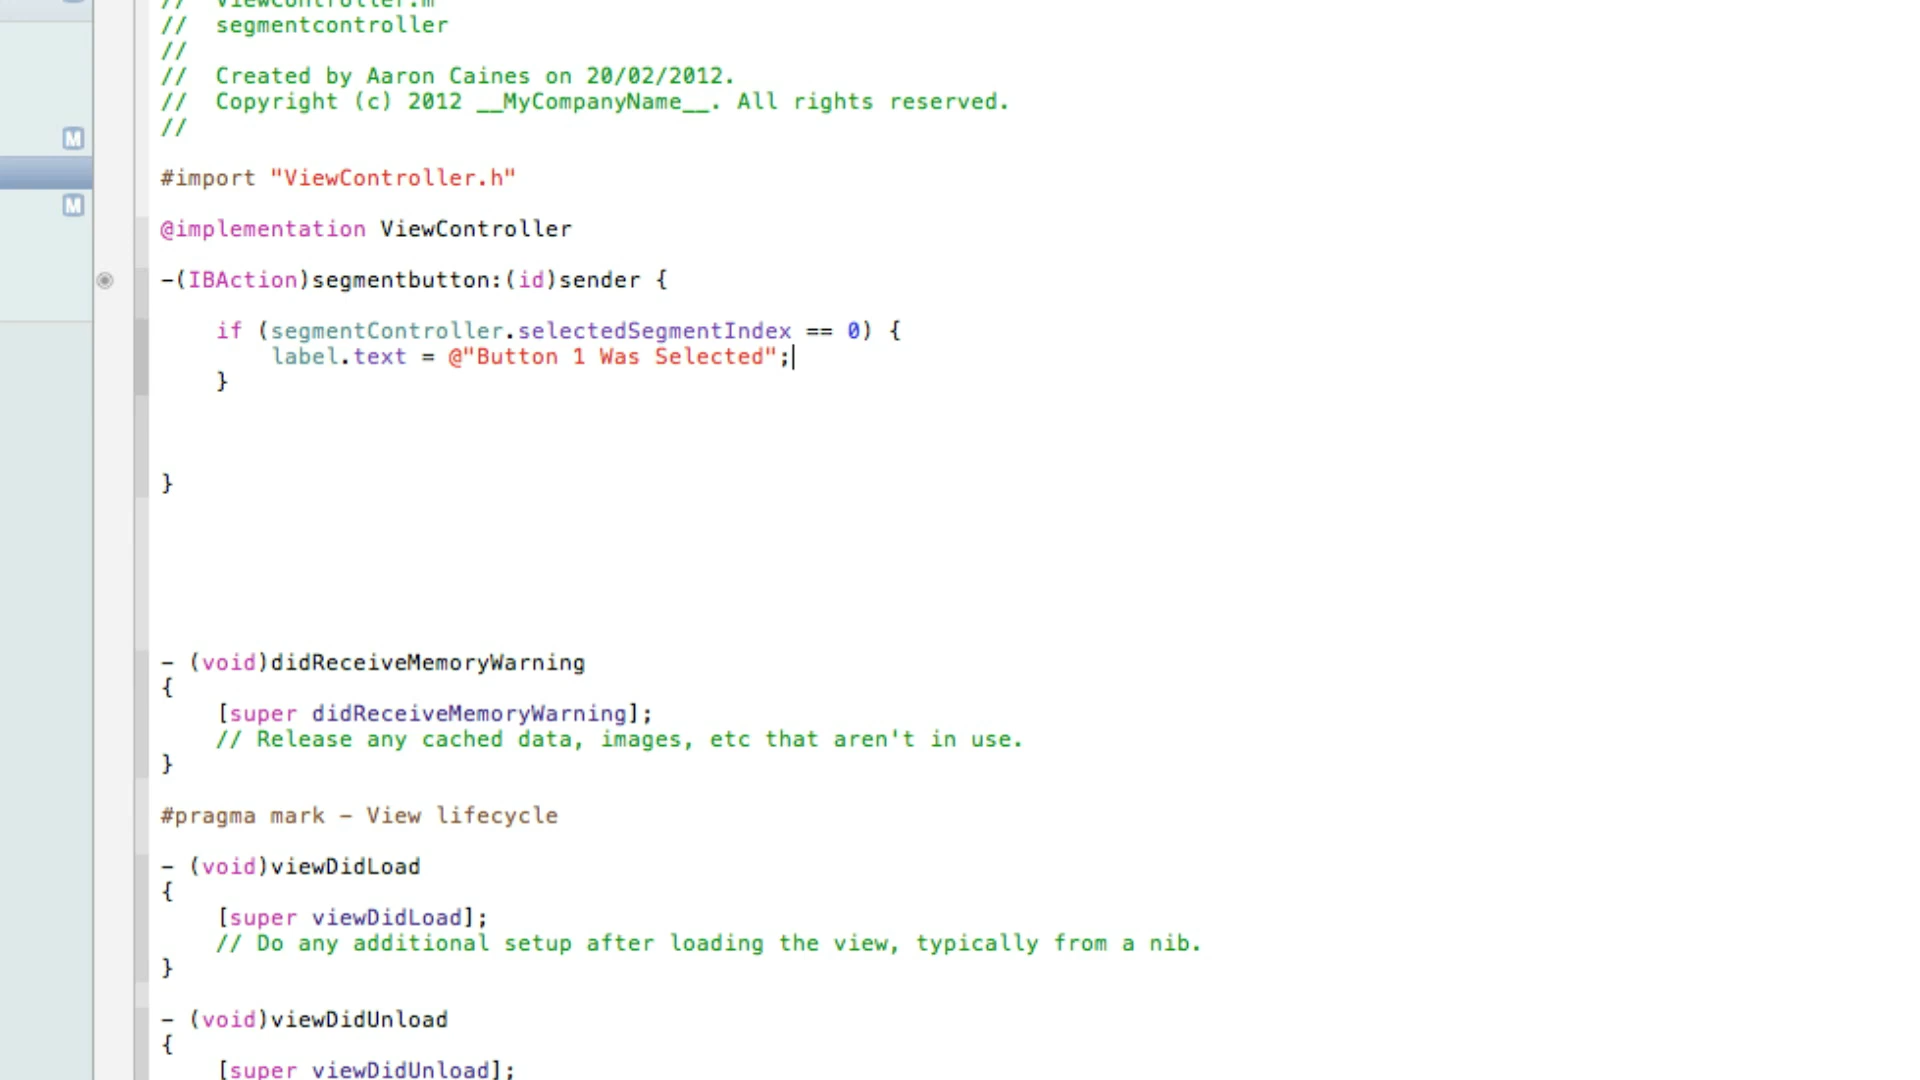 //  ViewController.m
//  segmentcontroller
//
//  Created by Aaron Caines on 20/02/2012.
//  Copyright (c) 2012 __MyCompanyName__. All rights reserved.
//
M
#import "ViewController.h"
M
@implementation ViewController
-(IBAction)segmentbutton:(id)sender {
    if (segmentController.selectedSegmentIndex == 0) {
        label.text = @"Button 1 Was Selected";
    }
}
- (void)didReceiveMemoryWarning
{
    [super didReceiveMemoryWarning];
    // Release any cached data, images, etc that aren't in use.
}
#pragma mark - View lifecycle
- (void)viewDidLoad
{
    [super viewDidLoad];
    // Do any additional setup after loading the view, typically from a nib.
}
- (void)viewDidUnload
{
    [super viewDidUnload];